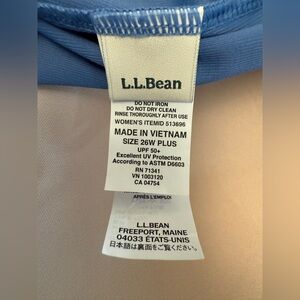 L.L.Bean
DO NOT IRON
DO NOT DRY CLEAN
RINSE THOROUGHLY AFTER USE
WOMEN'S ITEMID 513696
MADE IN VIETNAM
SIZE 26W PLUS
UPF 50+
Excellent UV Protection
According to ASTM D6603
RN 71341
VN 1003120
CA 04754
APRÈS L'EMPLOI
L.L.BEAN
FREEPORT, MAINE
04033 ÉTATS-UNIS
日本語は裏面をご覧ください。